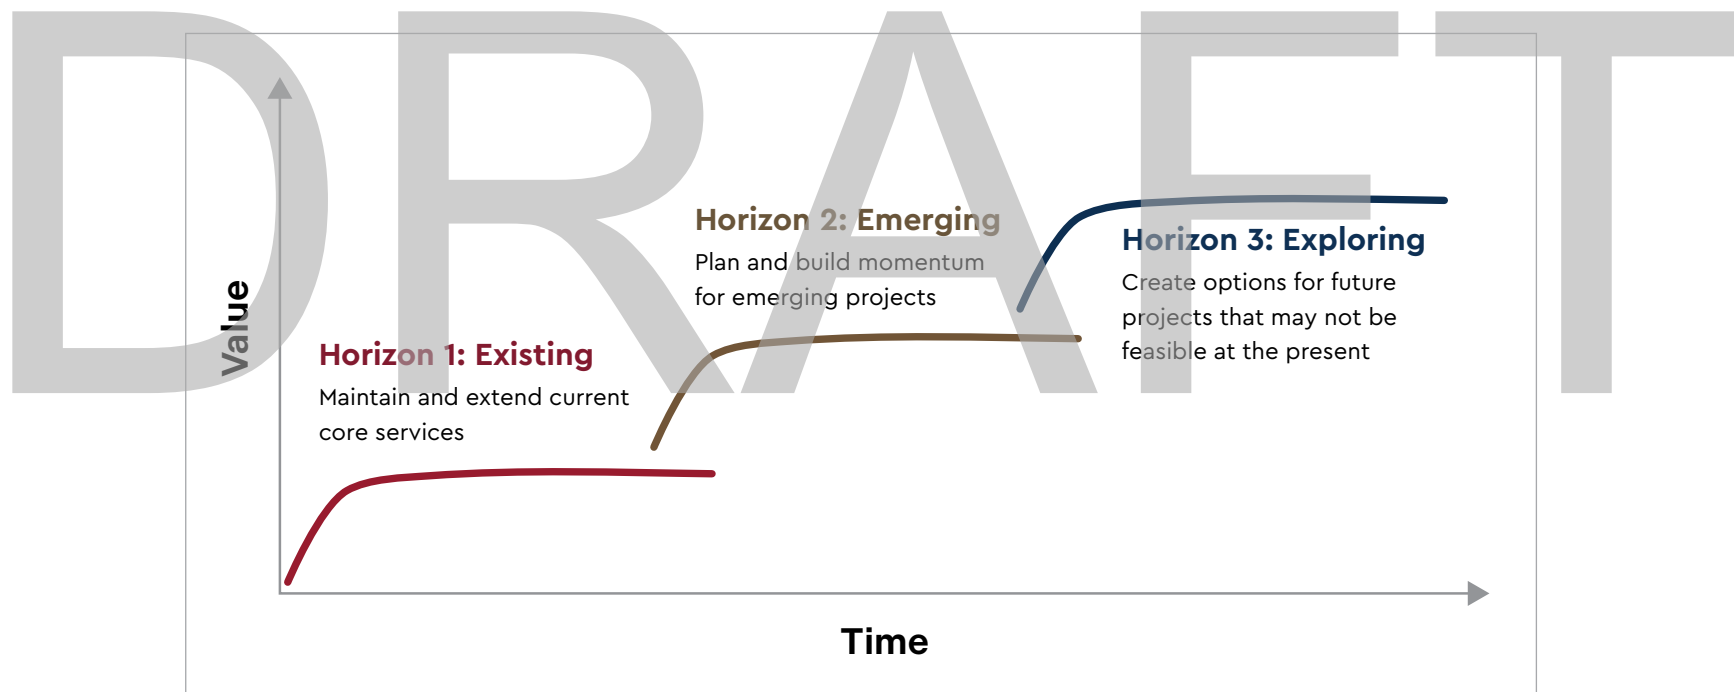 DRAFT
Value
Horizon 1: Existing
Maintain and extend current
core services
Horizon 2: Emerging
Plan and build momentum
for emerging projects
Horizon 3: Exploring
Create options for future
projects that may not be
feasible at the present
Time